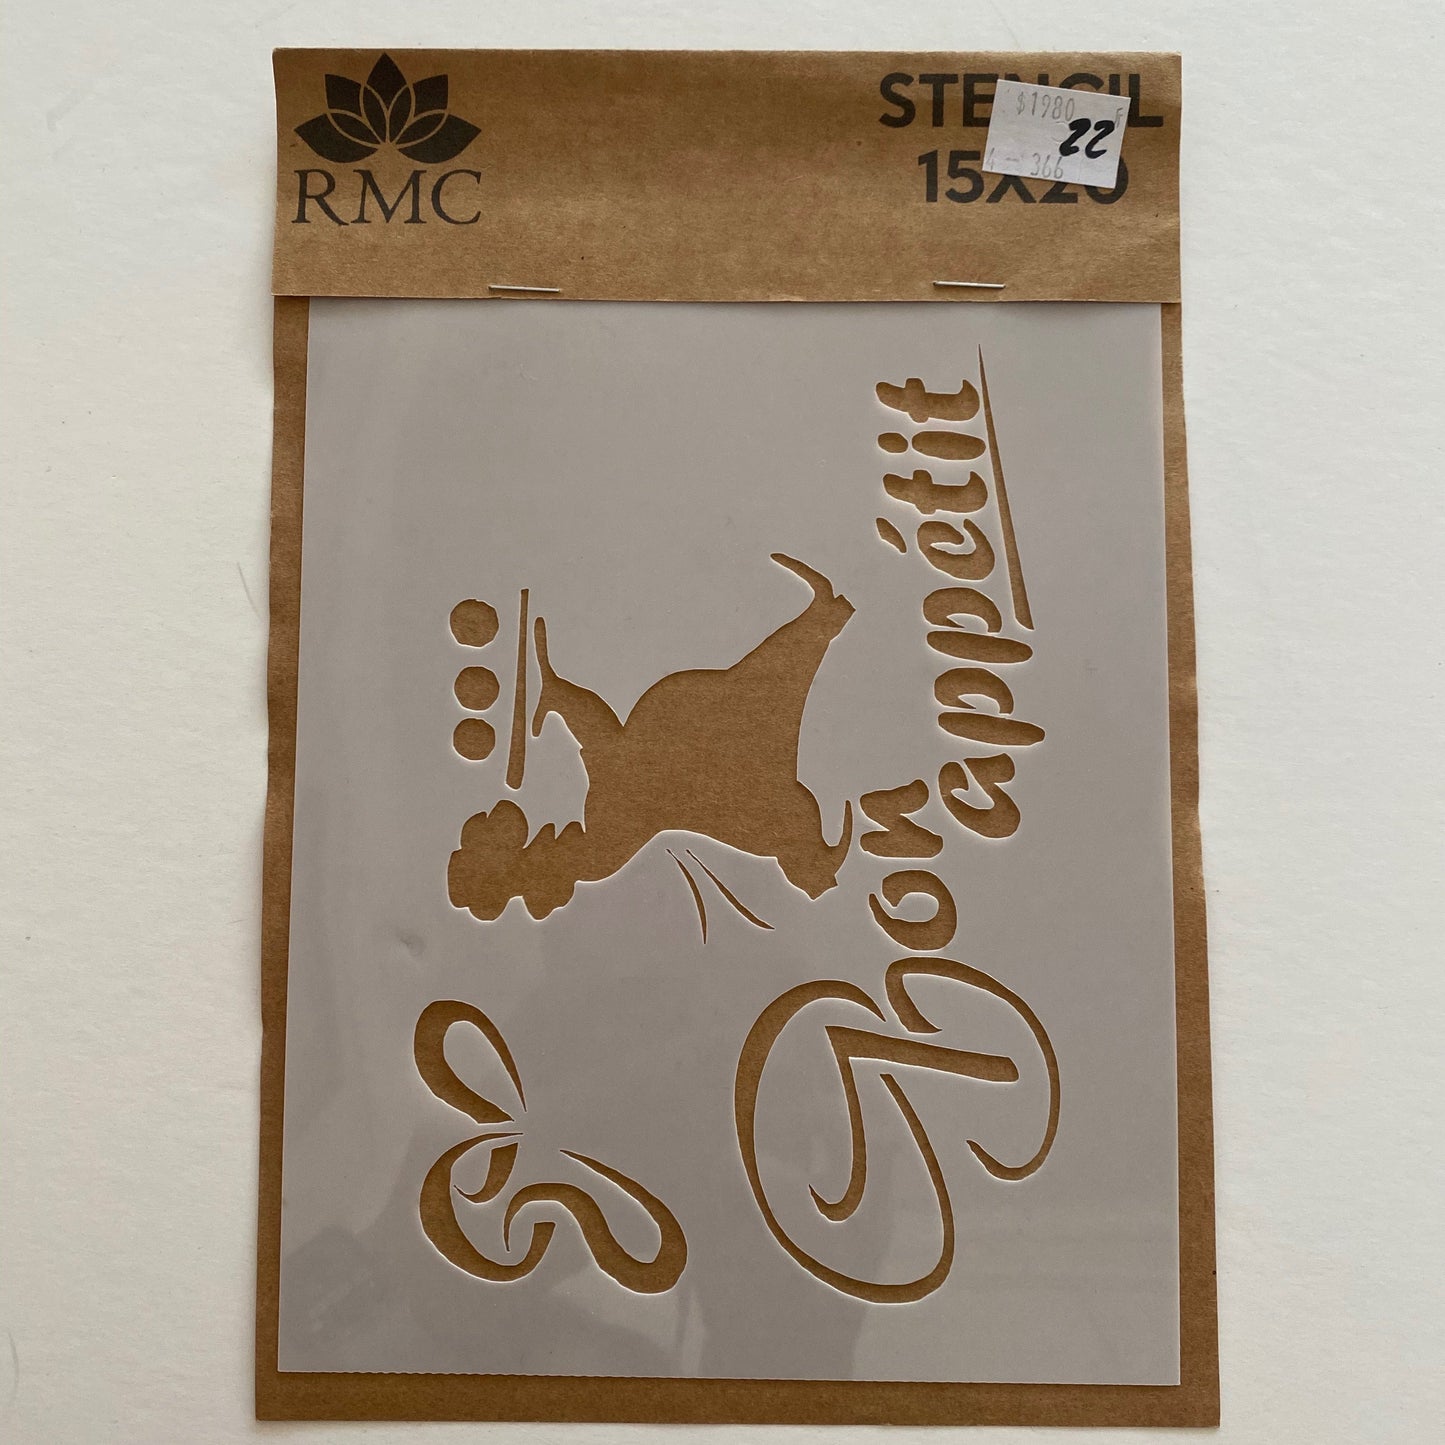 RMC
STENCIL
15X20
$1980
22
4-366
Bon
appétit